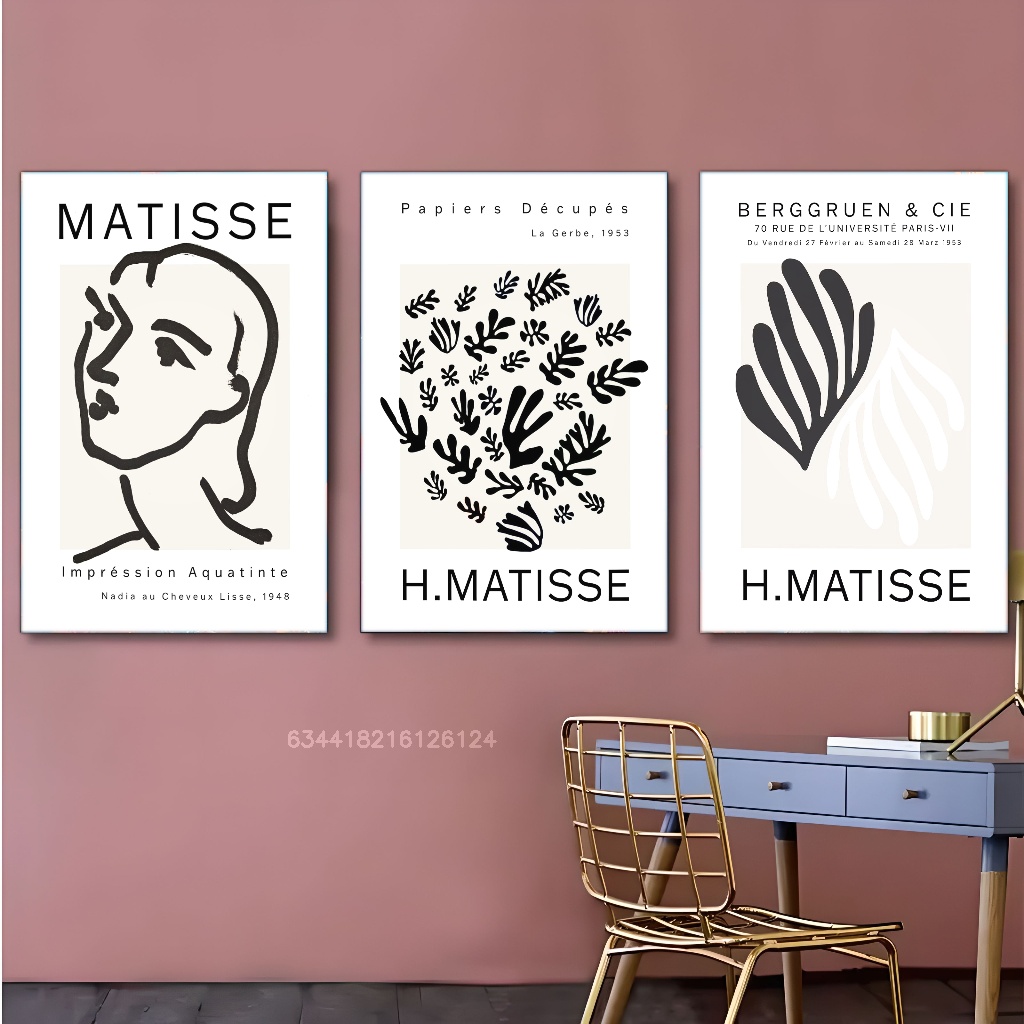 MATISSE
Impréssion Aquatinte
Nadia au Cheveux Lisse, 1948
Papiers Décupés
La Gerbe, 1953
H.MATISSE
BERGGRUEN & CIE
70 RUE DE L'UNIVERSITÉ PARIS-VII
Du Vendredi 27 Février au Samedi 28 Marz 1953
H.MATISSE
634418216126124